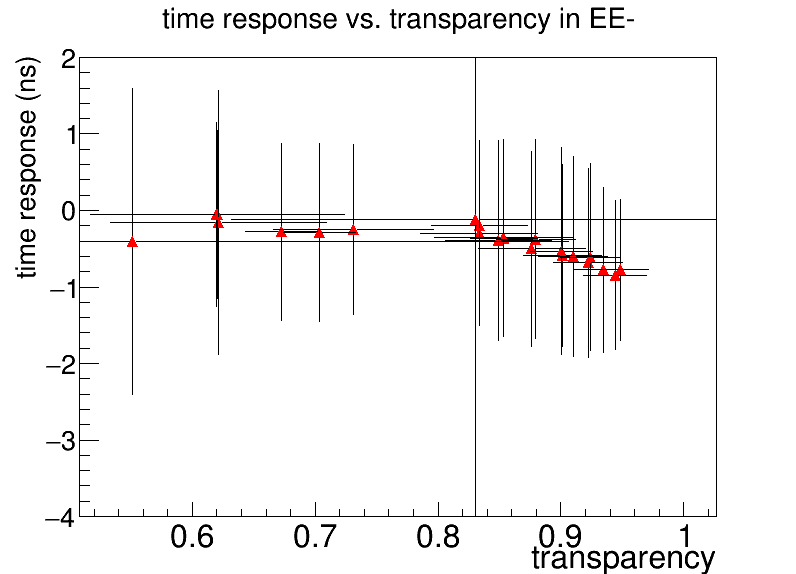 time response vs. transparency in EE-
time response (ns)
2
1
0
−1
−2
−3
−4
0.6 0.7 0.8 0.9 1
transparency